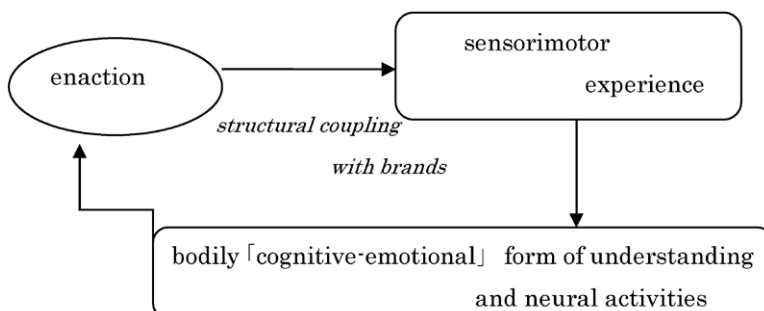 enaction
sensorimotor
experience
structural coupling
with brands
bodily「cognitive-emotional」 form of understanding
and neural activities